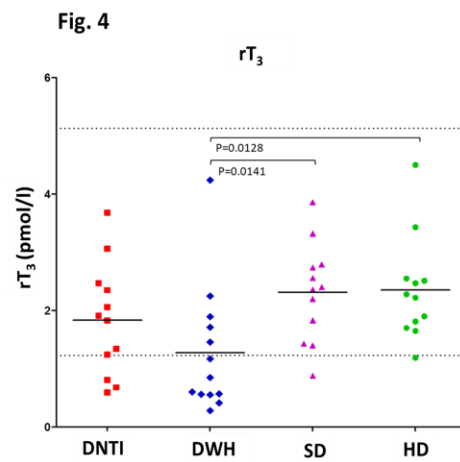 Fig. 4
rT₃
6
4
2
0
rT₃ (pmol/l)
P=0.0128
P=0.0141
DNTI DWH SD HD